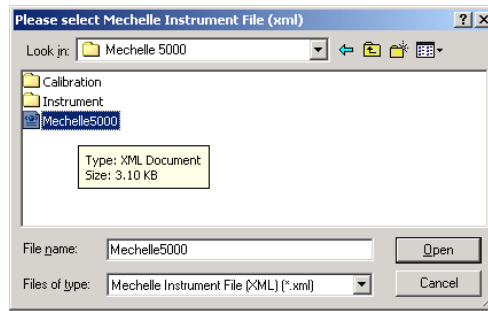 Please select Mechelle Instrument File (xml)
Look in: Mechelle 5000
Calibration
Instrument
Mechelle5000
Type: XML Document
Size: 3.10 KB
File name: Mechelle5000 Open
Files of type: Mechelle Instrument File (XML) (*.xml) Cancel